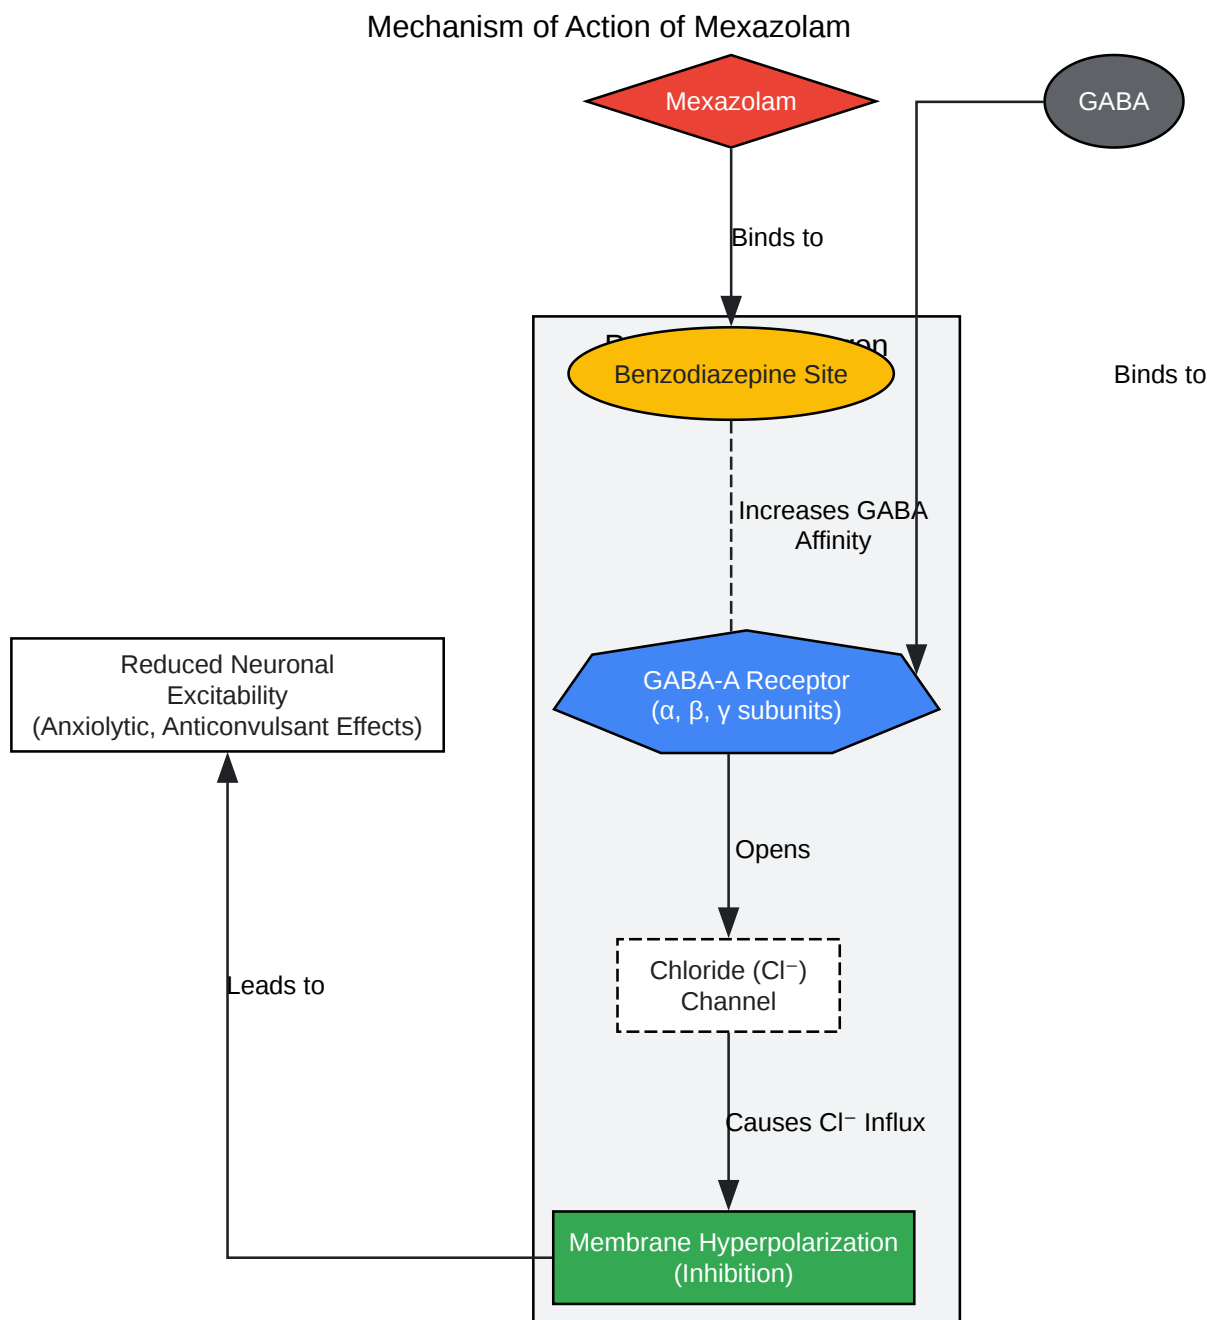 Mechanism of Action of Mexazolam
Mexazolam
GABA
Binds to
Benzodiazepine Site
Binds to
Increases GABA
Affinity
Reduced Neuronal
Excitability
(Anxiolytic, Anticonvulsant Effects)
GABA-A Receptor
(α, β, γ subunits)
Opens
Chloride (Cl⁻)
Channel
Leads to
Causes Cl⁻ Influx
Membrane Hyperpolarization
(Inhibition)